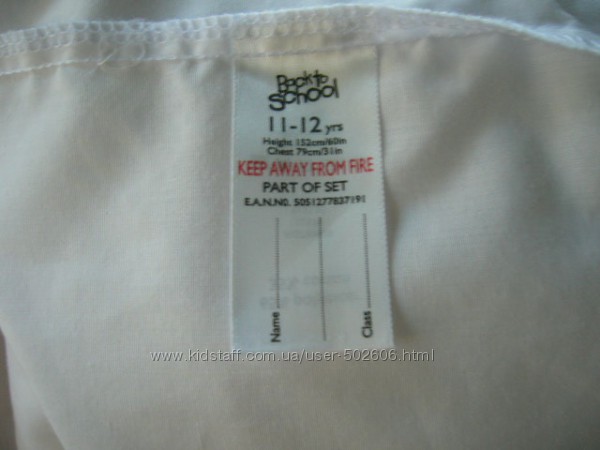 Back to
School
11-12 yrs
Height 152cm/60in
Chest 79cm/31in
KEEP AWAY FROM FIRE
PART OF SET
E.A.N.N0. 5051277837191
Name
Class
www.kidstaff.com.ua/user-502606.html